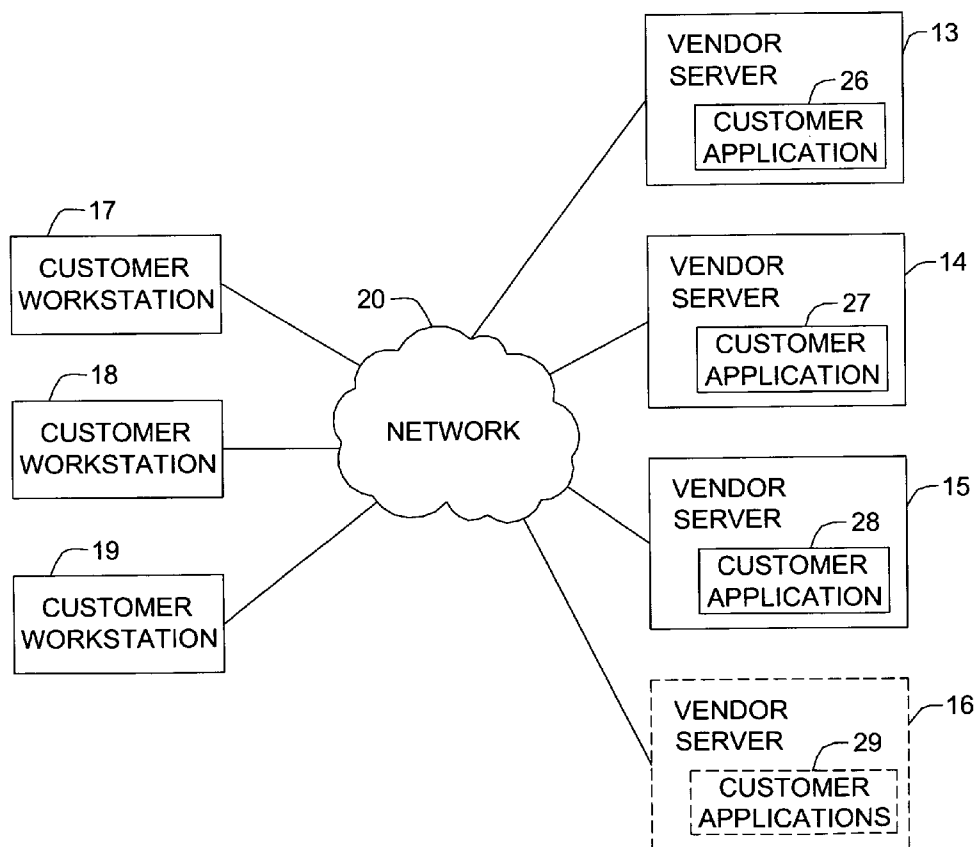 13
VENDOR
SERVER
26
CUSTOMER
APPLICATION
17
CUSTOMER
WORKSTATION
14
VENDOR
SERVER
27
CUSTOMER
APPLICATION
20
NETWORK
18
CUSTOMER
WORKSTATION
15
VENDOR
SERVER
28
CUSTOMER
APPLICATION
19
CUSTOMER
WORKSTATION
16
VENDOR
SERVER
29
CUSTOMER
APPLICATIONS